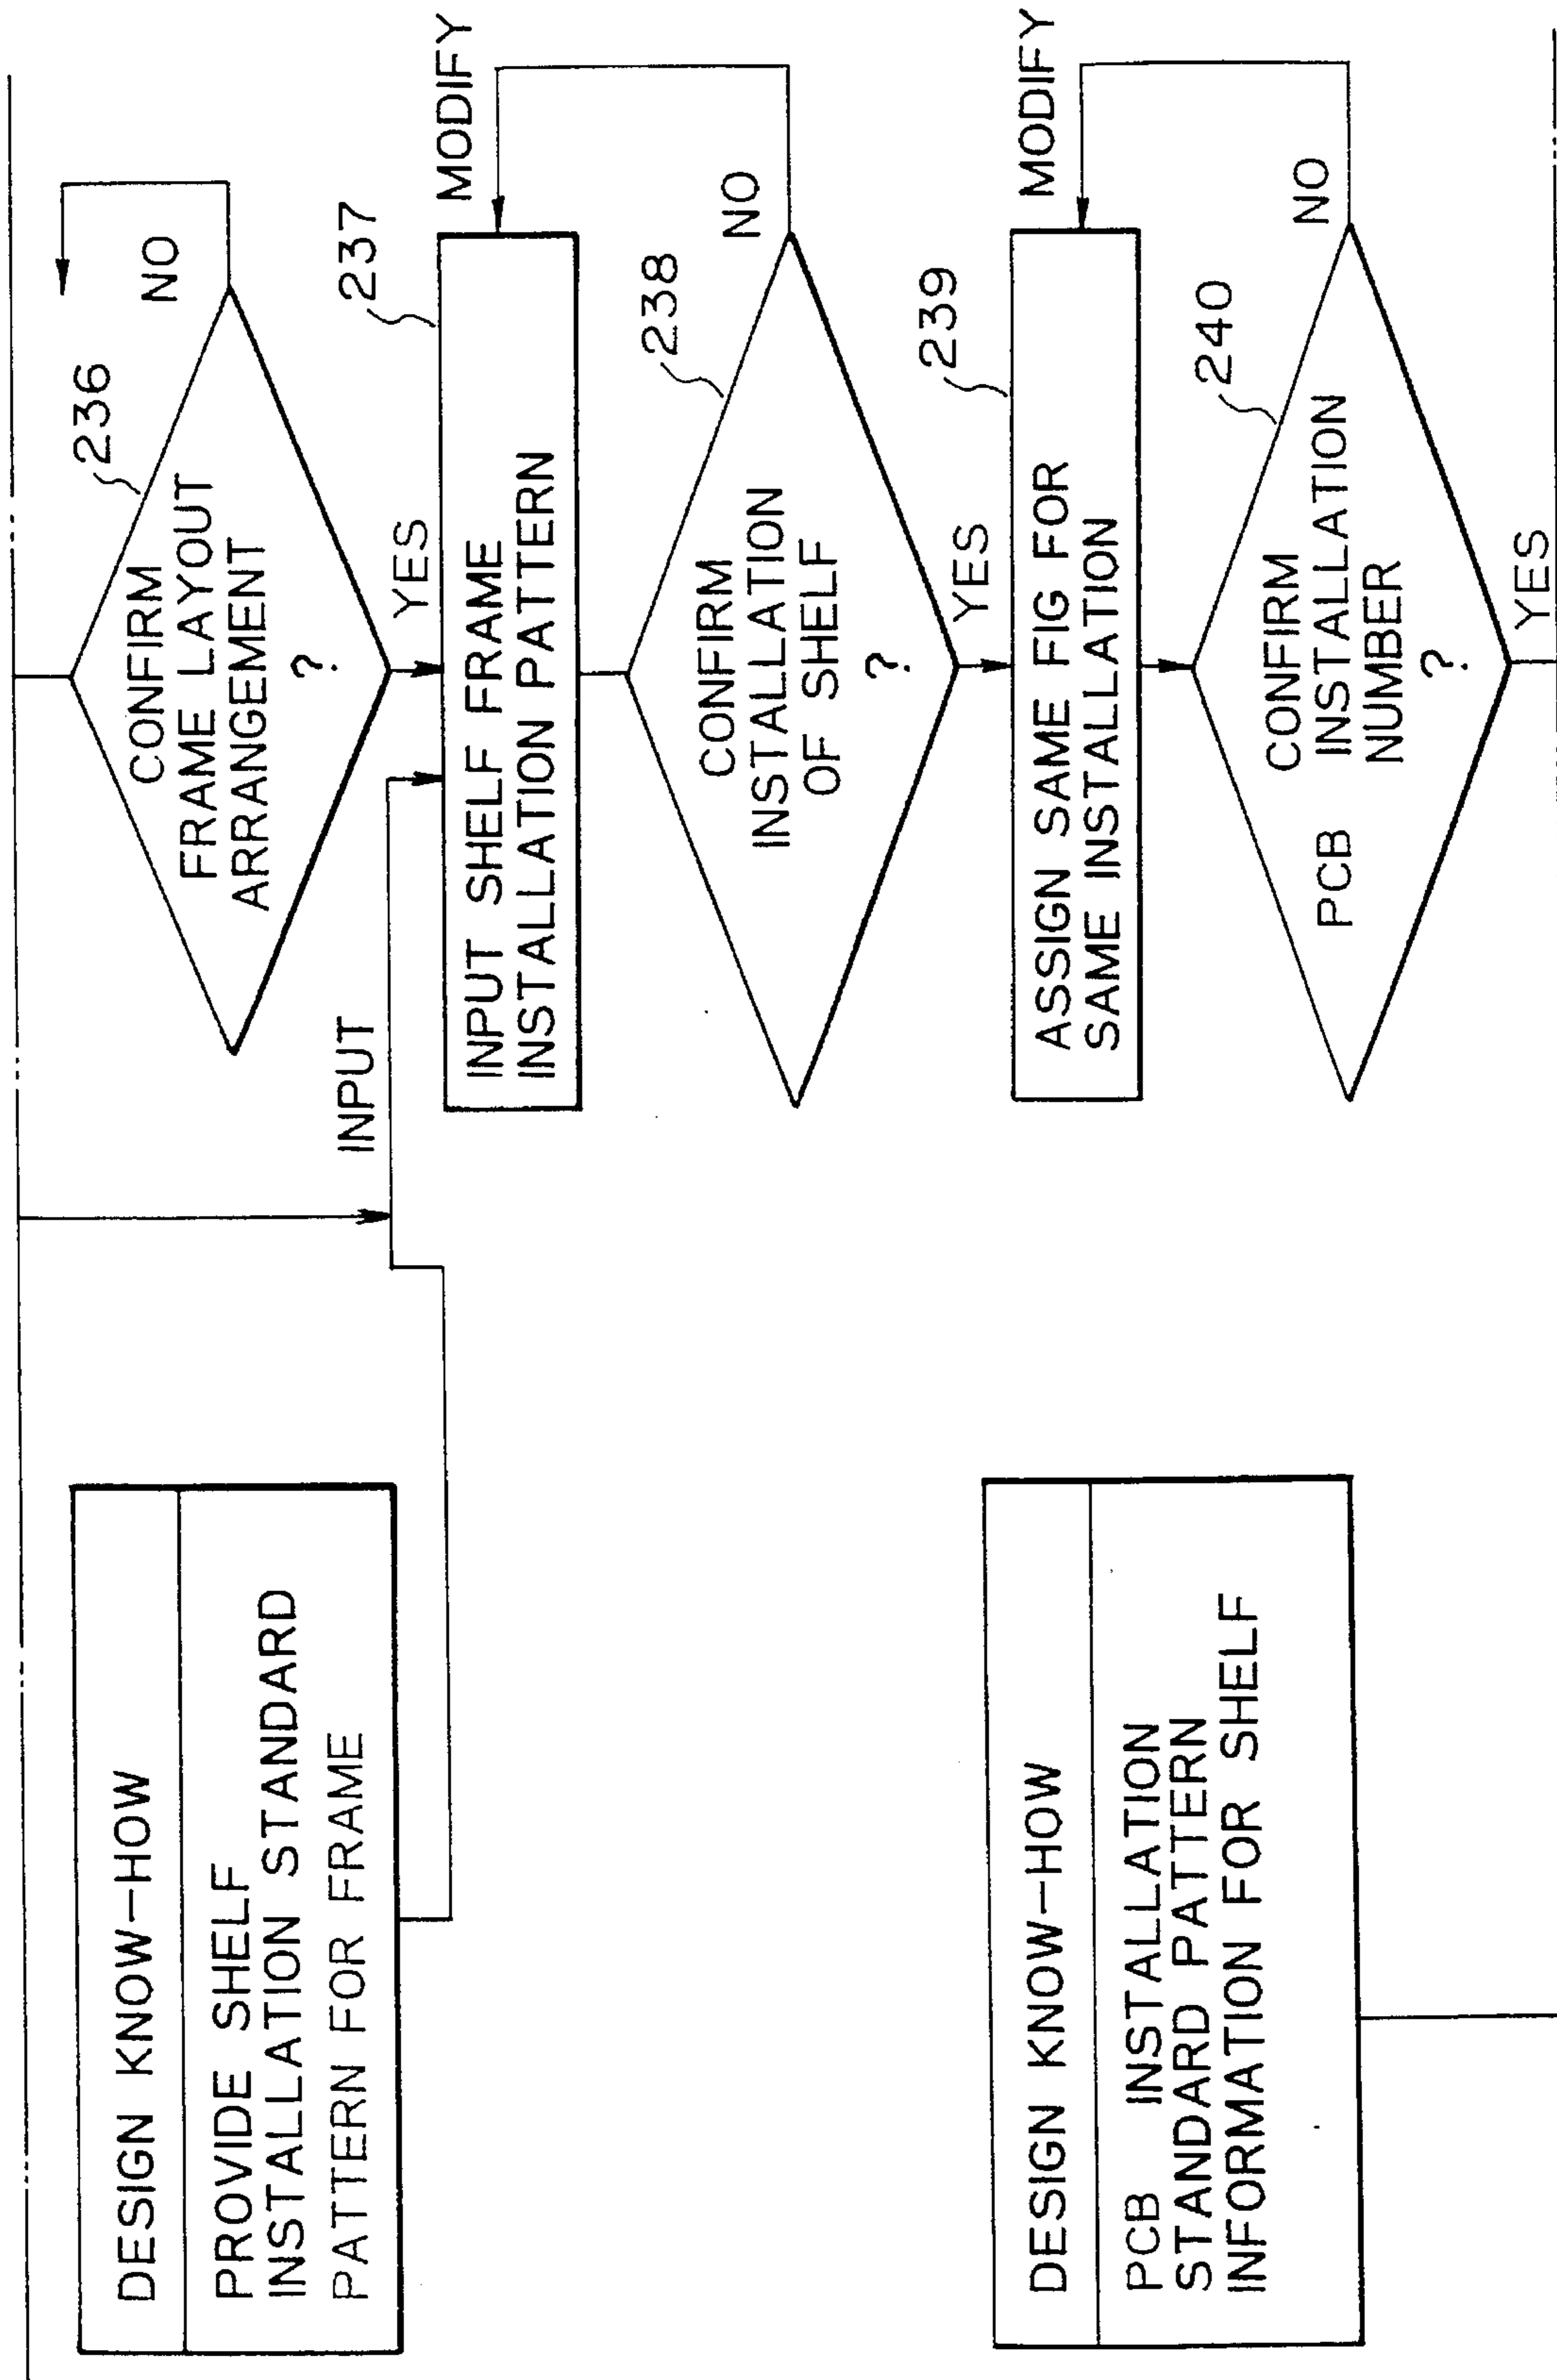 DESIGN KNOW-HOW
PROVIDE SHELF
INSTALLATION STANDARD
PATTERN FOR FRAME
DESIGN KNOW-HOW
PCB INSTALLATION
STANDARD PATTERN
INFORMATION FOR SHELF
INPUT
236
CONFIRM
FRAME LAYOUT
ARRANGEMENT
?
NO
YES
237
INPUT SHELF FRAME
INSTALLATION PATTERN
MODIFY
238
CONFIRM
INSTALLATION
OF SHELF
?
NO
YES
239
ASSIGN SAME FIG FOR
SAME INSTALLATION
MODIFY
240
CONFIRM
PCB INSTALLATION
NUMBER
?
NO
YES